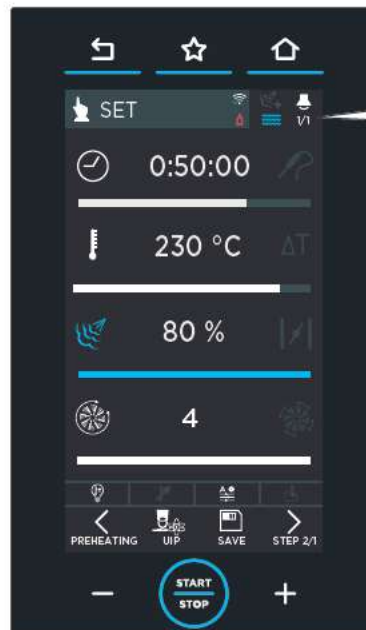 SET
1/1
0:50:00
230 °C
ΔT
80 %
4
PREHEATING UIP SAVE STEP 2/1
START
STOP